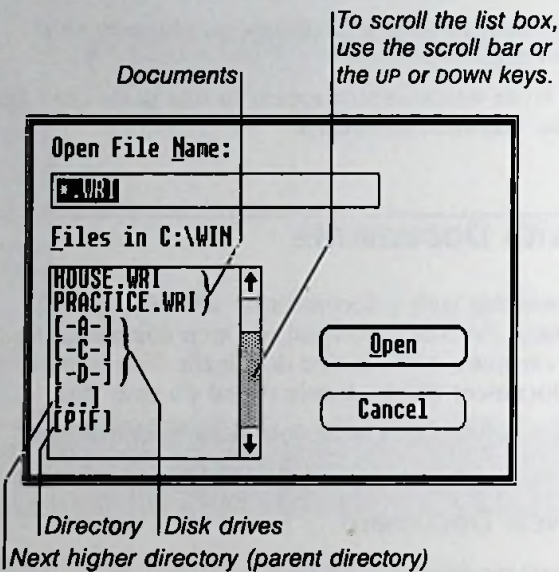 To scroll the list box,
use the scroll bar or
the UP or DOWN keys.
Documents
Open File Name:
*.WRI
Files in C:\WIN
HOUSE.WRI
PRACTICE.WRI
[-A-]
[-C-]
[-D-]
[..]
[PIF]
Open
Cancel
Directory
Disk drives
Next higher directory (parent directory)